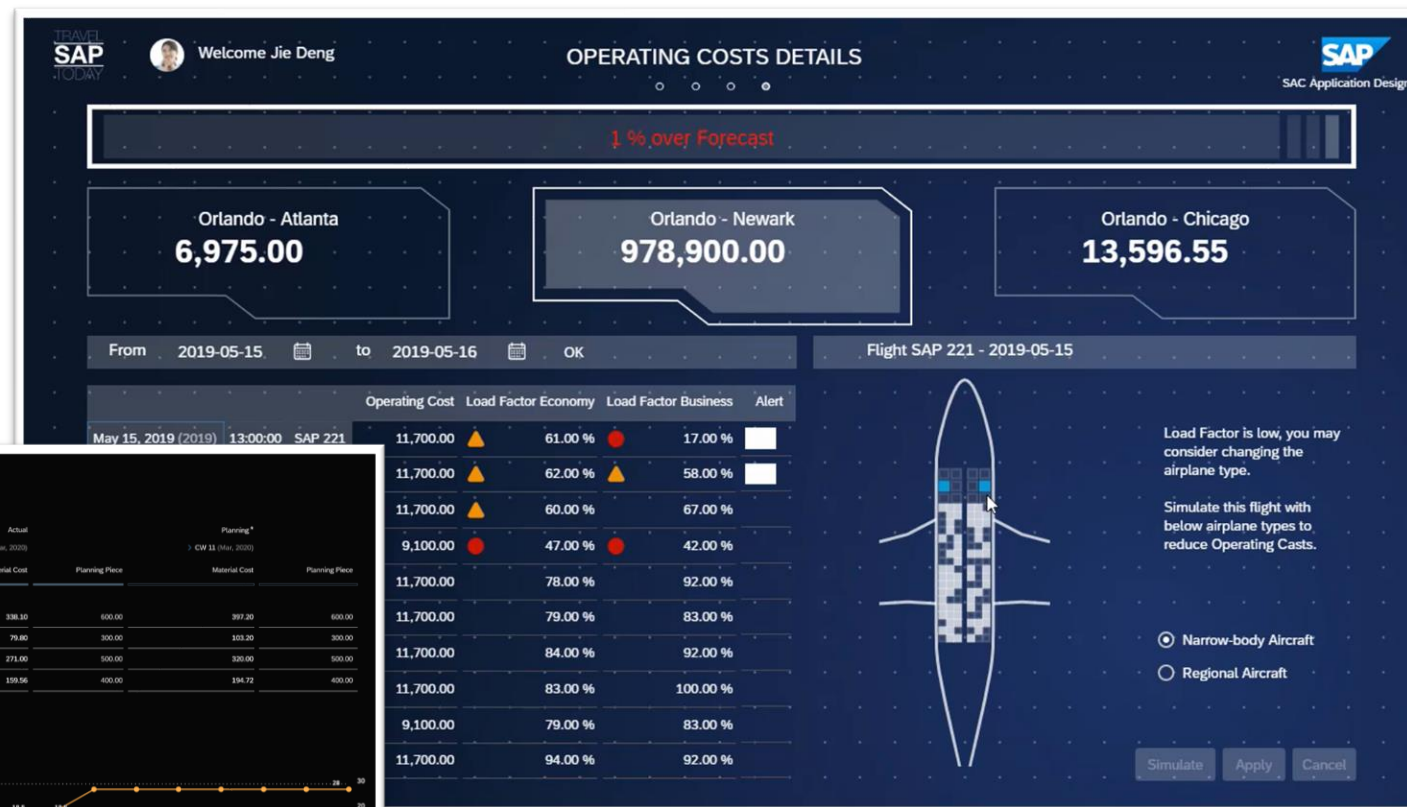 TRAVEL
SAP
TODAY
Welcome Jie Deng
OPERATING COSTS DETAILS
SAP
SAC Application Design
1 % over Forecast
Orlando - Atlanta
6,975.00
Orlando - Newark
978,900.00
Orlando - Chicago
13,596.55
From 2019-05-15 to 2019-05-16 OK
Flight SAP 221 - 2019-05-15
Operating Cost Load Factor Economy Load Factor Business Alert
May 15, 2019 (2019) 13:00:00 SAP 221 11,700.00 61.00 % 17.00 %
11,700.00 62.00 % 58.00 %
11,700.00 60.00 % 67.00 %
9,100.00 47.00 % 42.00 %
11,700.00 78.00 % 92.00 %
11,700.00 79.00 % 83.00 %
11,700.00 84.00 % 92.00 %
11,700.00 83.00 % 100.00 %
9,100.00 79.00 % 83.00 %
11,700.00 94.00 % 92.00 %
Load Factor is low, you may
consider changing the
airplane type.
Simulate this flight with
below airplane types to
reduce Operating Casts.
Narrow-body Aircraft
Regional Aircraft
Simulate Apply Cancel
Actual Planning*
2020) CW 11 (Mar, 2020)
Cost Planning Piece Material Cost Planning Piece
338.10 600.00 397.20 600.00
79.80 300.00 103.20 300.00
271.00 500.00 320.00 500.00
159.56 400.00 194.72 400.00
28 30